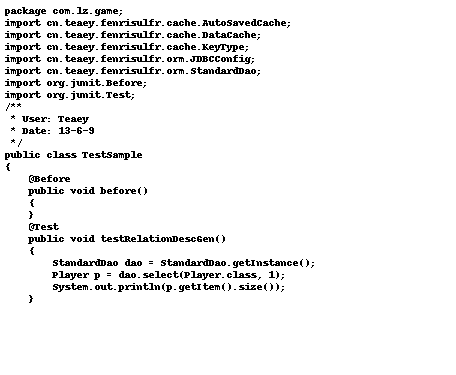 package com.lz.game;
import cn.teaey.fenrisulfr.cache.AutoSavedCache;
import cn.teaey.fenrisulfr.cache.DataCache;
import cn.teaey.fenrisulfr.cache.KeyType;
import cn.teaey.fenrisulfr.orm.JDBCConfig;
import cn.teaey.fenrisulfr.orm.StandardDao;
import org.junit.Before;
import org.junit.Test;
/**
 * User: Teaey
 * Date: 13-6-9
 */
public class TestSample
{
    @Before
    public void before()
    {
    }
    @Test
    public void testRelationDescGen()
    {
        StandardDao dao = StandardDao.getInstance();
        Player p = dao.select(Player.class, 1);
        System.out.println(p.getItem().size());
    }